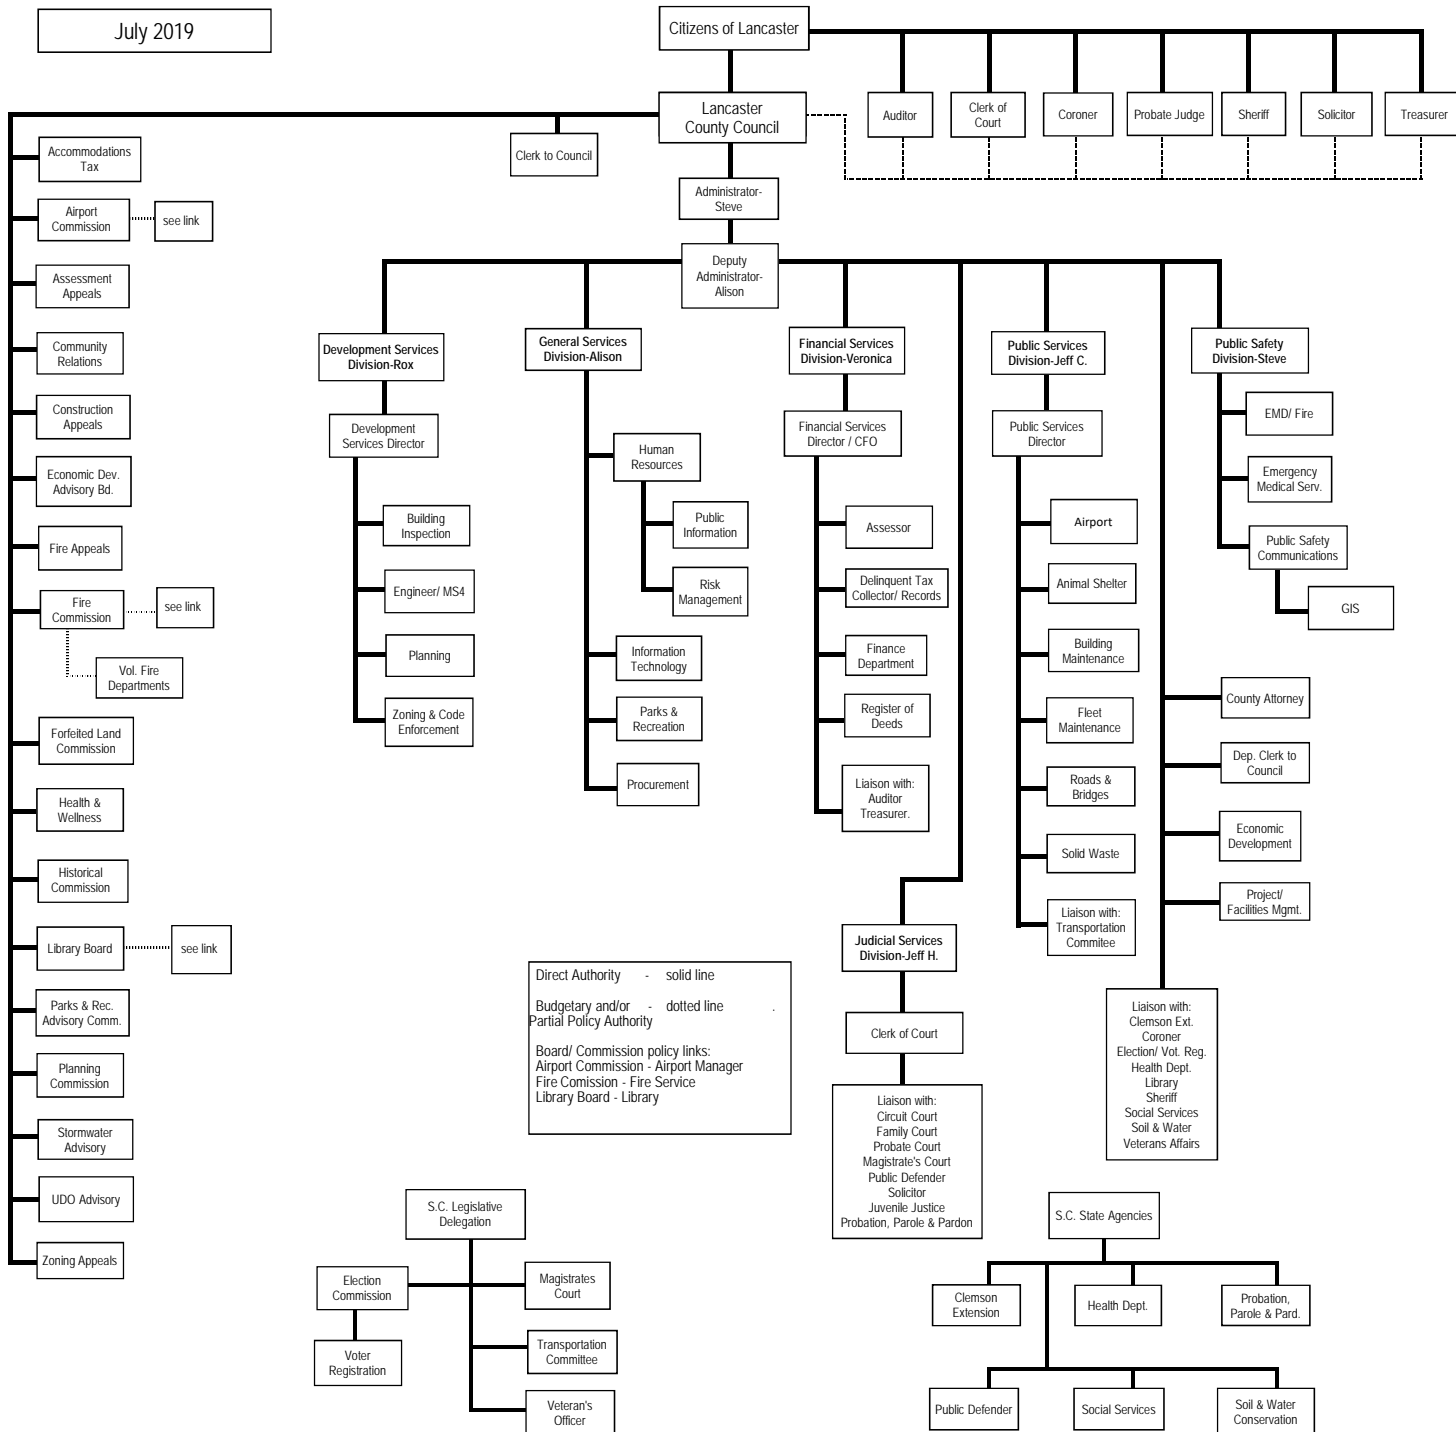 July 2019
Citizens of Lancaster
Lancaster
County Council
Auditor
Clerk of
Court
Coroner
Probate Judge
Sheriff
Solicitor
Treasurer
Clerk to Council
Administrator-
Steve
Deputy
Administrator-
Alison
Accommodations
Tax
Airport
Commission
see link
Assessment
Appeals
Community
Relations
Construction
Appeals
Economic Dev.
Advisory Bd.
Fire Appeals
Fire
Commission
see link
Vol. Fire
Departments
Forfeited Land
Commission
Health &
Wellness
Historical
Commission
Library Board
see link
Parks & Rec.
Advisory Comm.
Planning
Commission
Stormwater
Advisory
UDO Advisory
Zoning Appeals
Development Services
Division-Rox
Development
Services Director
Building
Inspection
Engineer/ MS4
Planning
Zoning & Code
Enforcement
General Services
Division-Alison
Human
Resources
Public
Information
Risk
Management
Information
Technology
Parks &
Recreation
Procurement
Financial Services
Division-Veronica
Financial Services
Director / CFO
Assessor
Delinquent Tax
Collector/ Records
Finance
Department
Register of
Deeds
Liaison with:
Auditor
Treasurer.
Judicial Services
Division-Jeff H.
Clerk of Court
Liaison with:
Circuit Court
Family Court
Probate Court
Magistrate's Court
Public Defender
Solicitor
Juvenile Justice
Probation, Parole & Pardon
Public Services
Division-Jeff C.
Public Services
Director
Airport
Animal Shelter
Building
Maintenance
Fleet
Maintenance
Roads &
Bridges
Solid Waste
Liaison with:
Transportation
Commitee
Public Safety
Division-Steve
EMD/ Fire
Emergency
Medical Serv.
Public Safety
Communications
GIS
County Attorney
Dep. Clerk to
Council
Economic
Development
Project/
Facilities Mgmt.
Liaison with:
Clemson Ext.
Coroner
Election/ Vot. Reg.
Health Dept.
Library
Sheriff
Social Services
Soil & Water
Veterans Affairs
Direct Authority - solid line
Budgetary and/or - dotted line .
Partial Policy Authority
Board/ Commission policy links:
Airport Commission - Airport Manager
Fire Comission - Fire Service
Library Board - Library
S.C. Legislative
Delegation
Election
Commission
Voter
Registration
Magistrates
Court
Transportation
Committee
Veteran's
Officer
S.C. State Agencies
Clemson
Extension
Health Dept.
Probation,
Parole & Pard.
Public Defender
Social Services
Soil & Water
Conservation